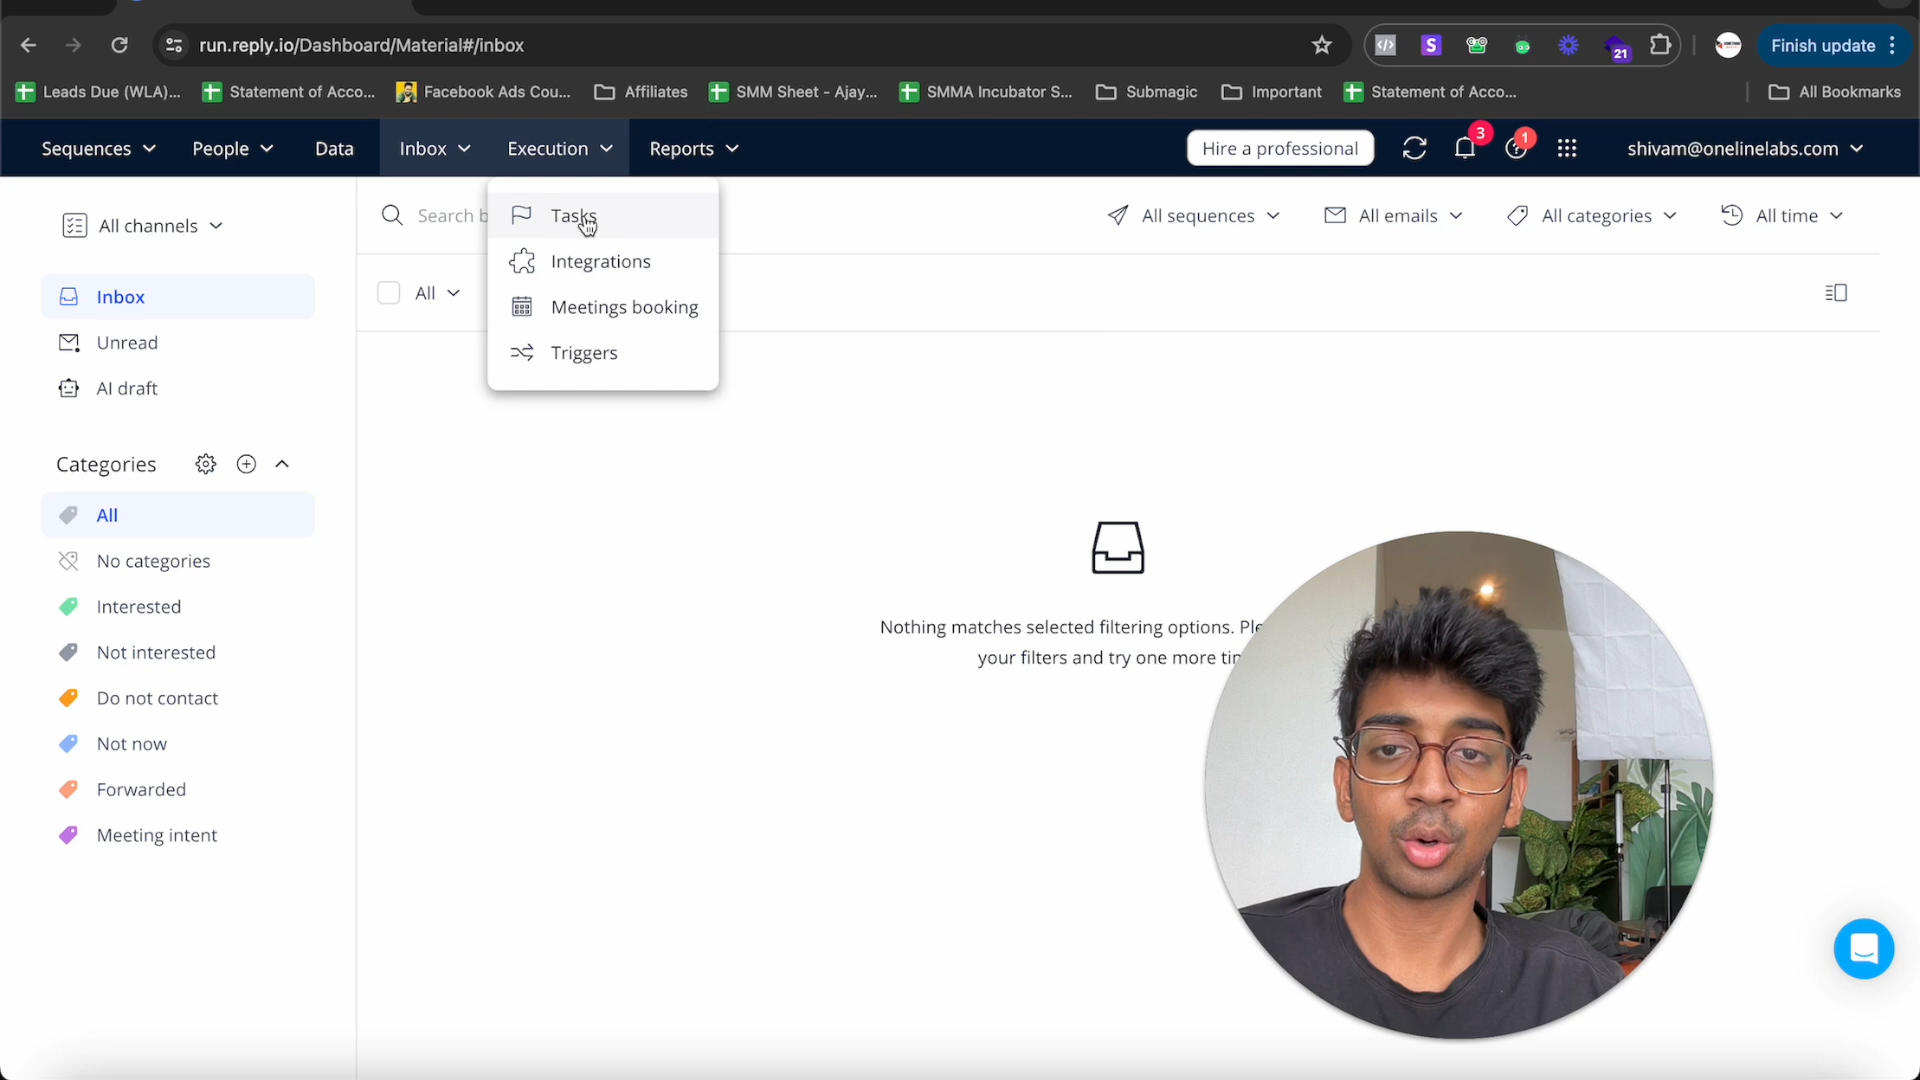 run.reply.io/Dashboard/Material#/inbox
S
21
Finish update
Leads Due (WLA)...
Statement of Acco...
Facebook Ads Cou...
Affiliates
SMM Sheet - Ajay...
SMMA Incubator S...
Submagic
Important
Statement of Acco...
All Bookmarks
Sequences
People
Data
Inbox
Execution
Reports
Hire a professional
3
1
shivam@onelinelabs.com
All channels
Search b
Tasks
Integrations
Meetings booking
Triggers
All sequences
All emails
All categories
All time
Inbox
Unread
AI draft
All
Categories
All
No categories
Interested
Not interested
Do not contact
Not now
Forwarded
Meeting intent
Nothing matches selected filtering options. Ple
your filters and try one more tim